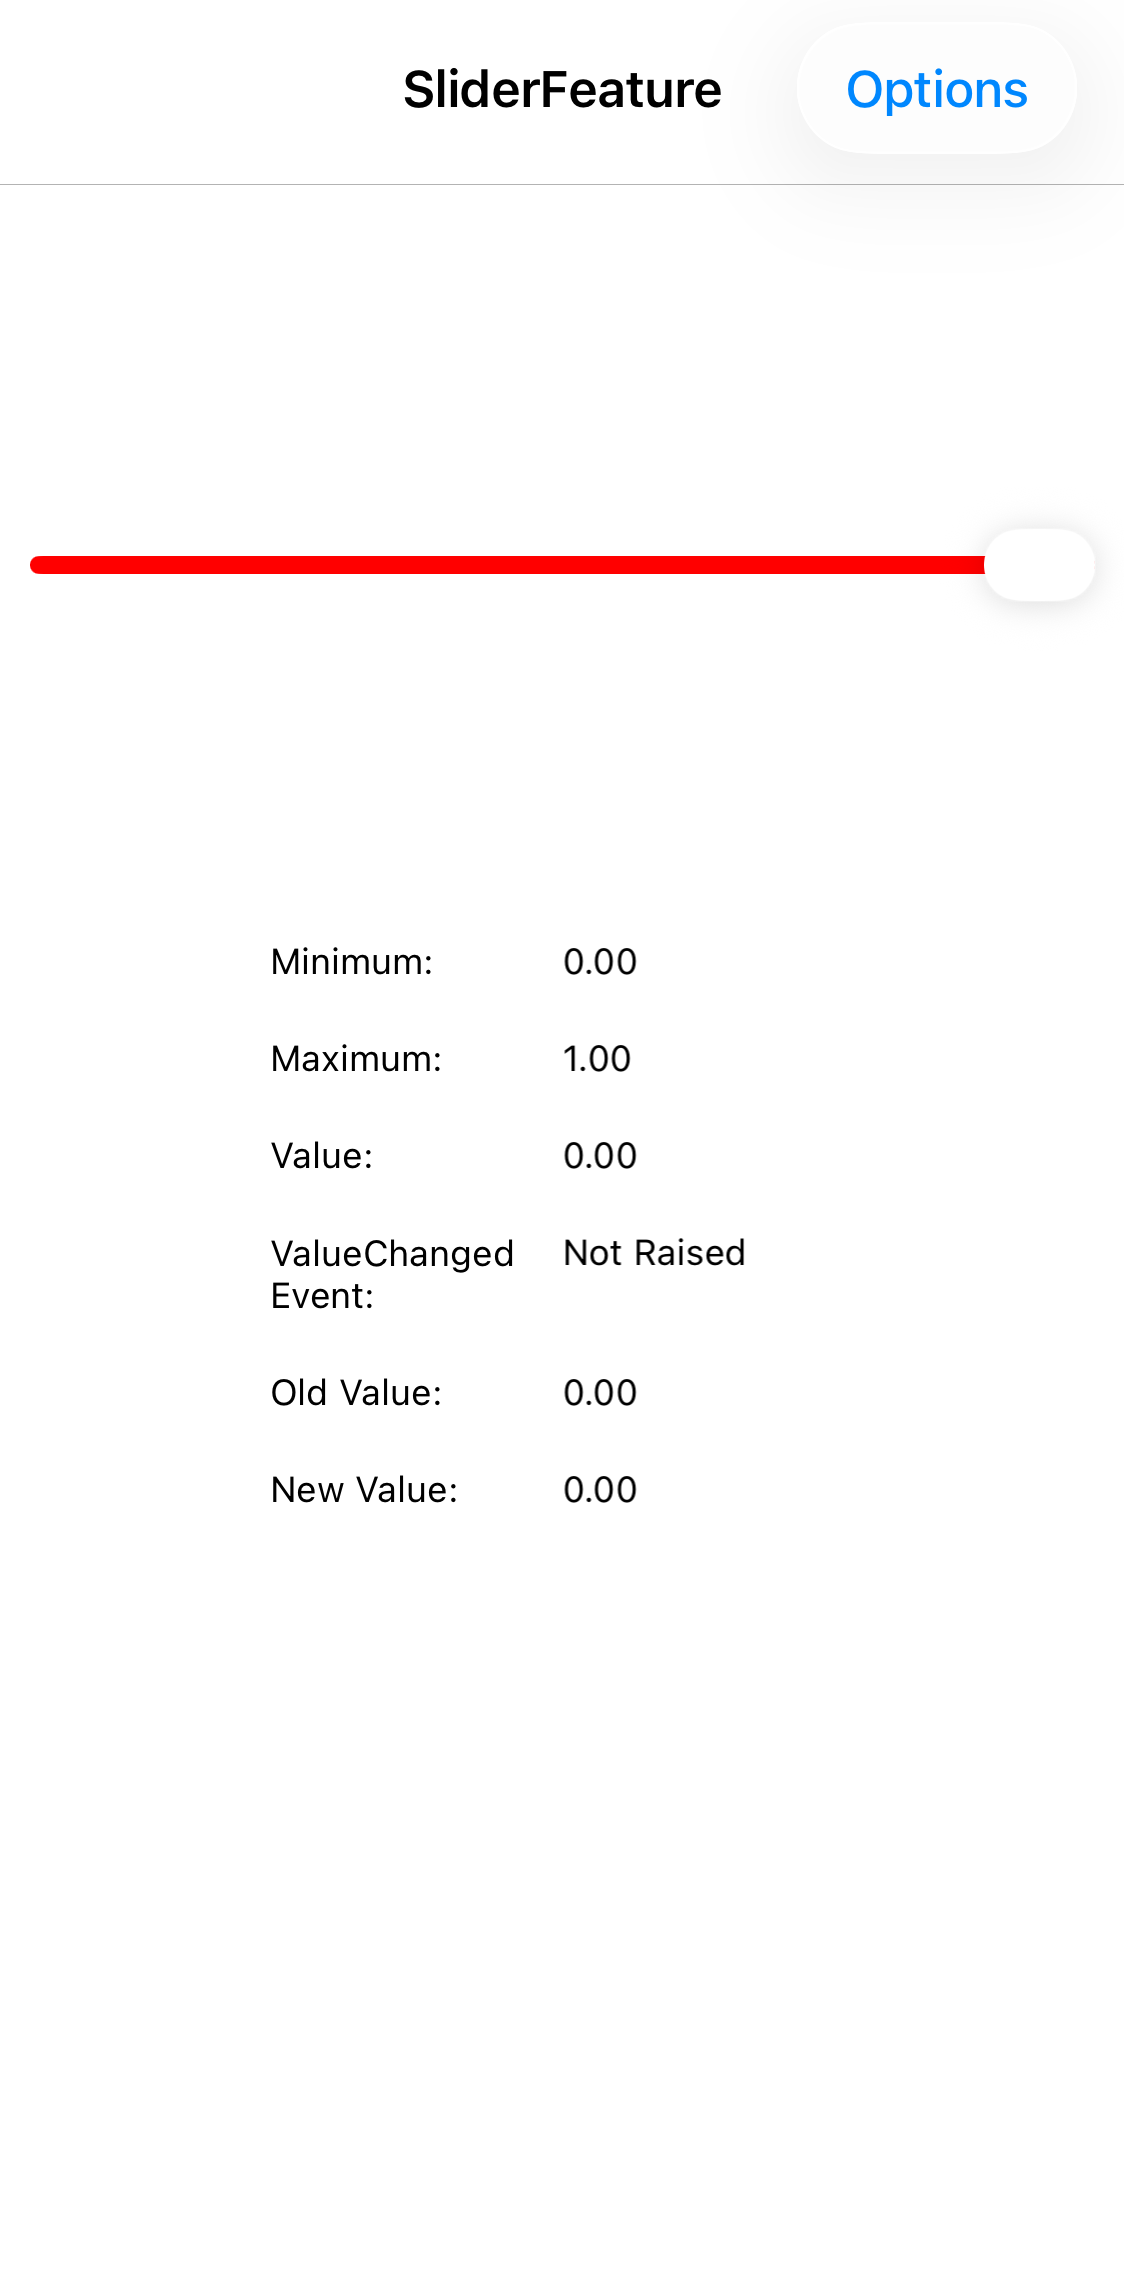 SliderFeature Options
Minimum: 0.00
Maximum: 1.00
Value: 0.00
ValueChanged Not Raised
Event:
Old Value: 0.00
New Value: 0.00